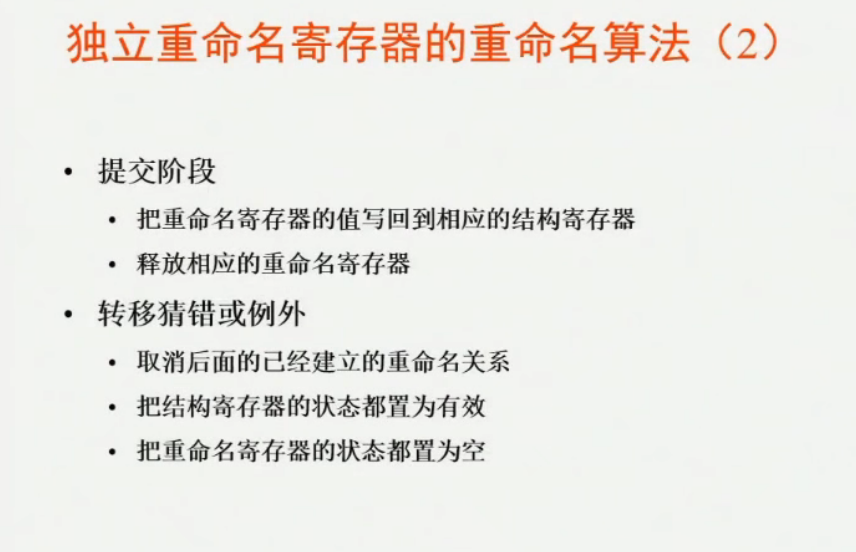 独立重命名寄存器的重命名算法（2）
• 提交阶段
• 把重命名寄存器的值写回到相应的结构寄存器
• 释放相应的重命名寄存器
• 转移猜错或例外
• 取消后面的已经建立的重命名关系
• 把结构寄存器的状态都置为有效
• 把重命名寄存器的状态都置为空